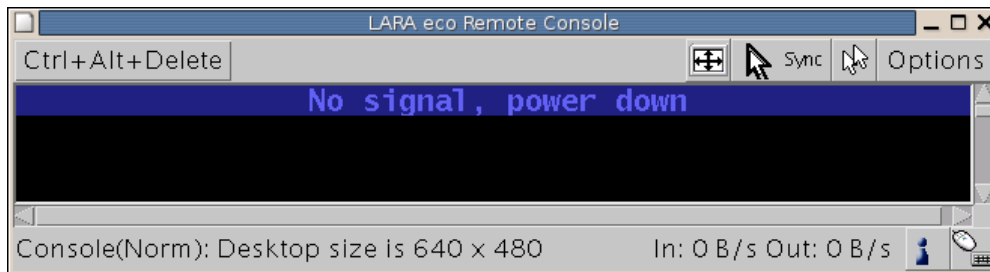 LARA eco Remote Console
Ctrl+Alt+Delete Sync Options
No signal, power down
Console(Norm): Desktop size is 640 x 480 In: 0 B/s Out: 0 B/s